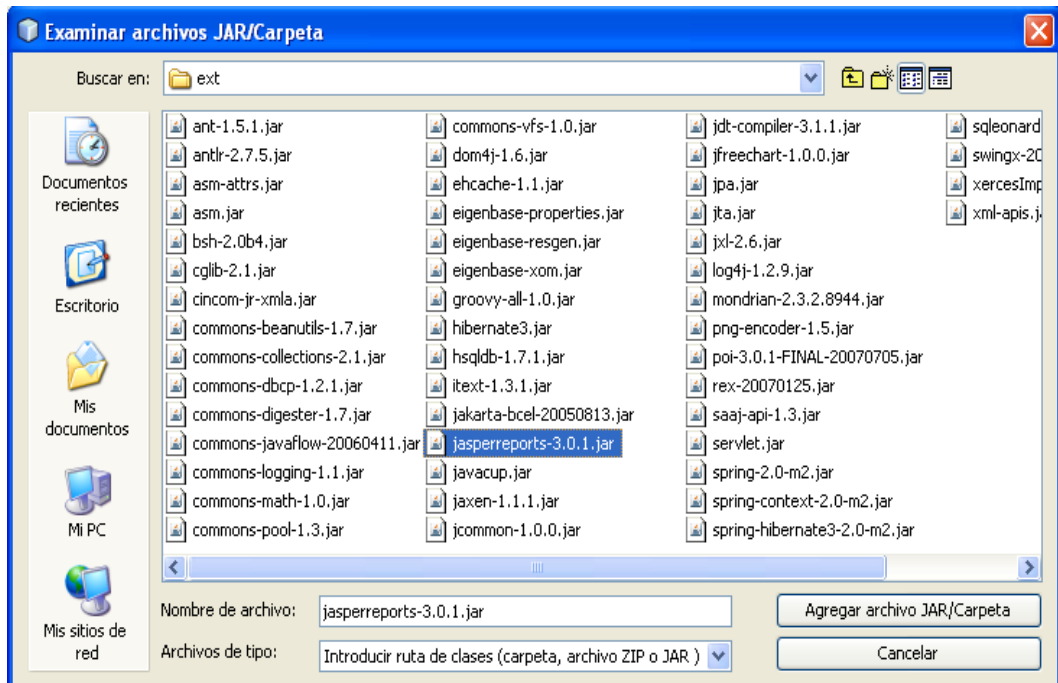 Examinar archivos JAR/Carpeta
Buscar en:
ext
Documentos
recientes
Escritorio
Mis
documentos
Mi PC
Mis sitios de
red
ant-1.5.1.jar
antlr-2.7.5.jar
asm-attrs.jar
asm.jar
bsh-2.0b4.jar
cglib-2.1.jar
cincom-jr-xmla.jar
commons-beanutils-1.7.jar
commons-collections-2.1.jar
commons-dbcp-1.2.1.jar
commons-digester-1.7.jar
commons-javaflow-20060411.jar
commons-logging-1.1.jar
commons-math-1.0.jar
commons-pool-1.3.jar
commons-vfs-1.0.jar
dom4j-1.6.jar
ehcache-1.1.jar
eigenbase-properties.jar
eigenbase-resgen.jar
eigenbase-xom.jar
groovy-all-1.0.jar
hibernate3.jar
hsqldb-1.7.1.jar
itext-1.3.1.jar
jakarta-bcel-20050813.jar
jasperreports-3.0.1.jar
javacup.jar
jaxen-1.1.1.jar
jcommon-1.0.0.jar
jdt-compiler-3.1.1.jar
jfreechart-1.0.0.jar
jpa.jar
jta.jar
jxl-2.6.jar
log4j-1.2.9.jar
mondrian-2.3.2.8944.jar
png-encoder-1.5.jar
poi-3.0.1-FINAL-20070705.jar
rex-20070125.jar
saaj-api-1.3.jar
servlet.jar
spring-2.0-m2.jar
spring-context-2.0-m2.jar
spring-hibernate3-2.0-m2.jar
sqleonard
swingx-20
xercesImp
xml-apis.j
Nombre de archivo:
jasperreports-3.0.1.jar
Agregar archivo JAR/Carpeta
Archivos de tipo:
Introducir ruta de clases (carpeta, archivo ZIP o JAR )
Cancelar